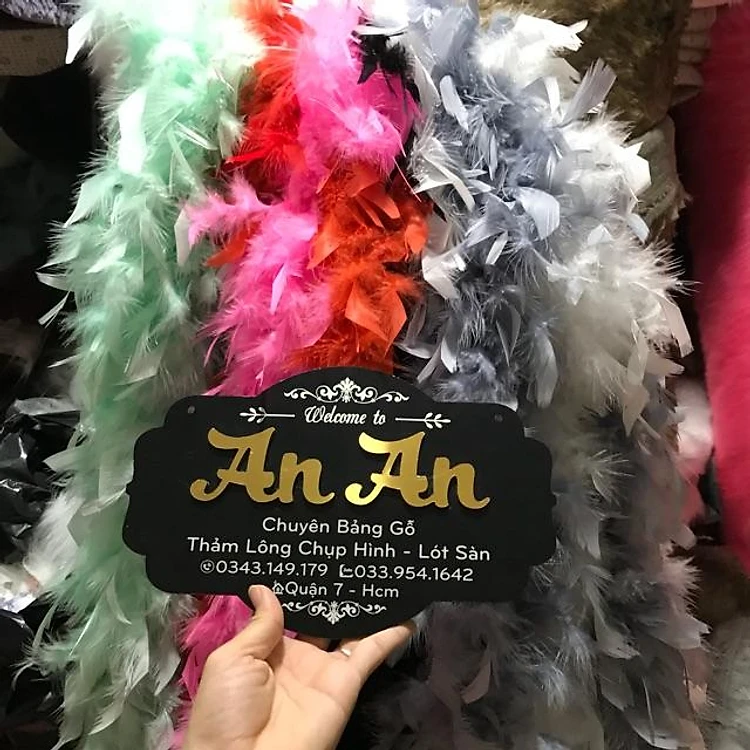 Welcome to
An An
Chuyên Bảng Gỗ
Thảm Lông Chụp Hình - Lót Sàn
0343.149.179 033.954.1642
Quận 7 - Hcm